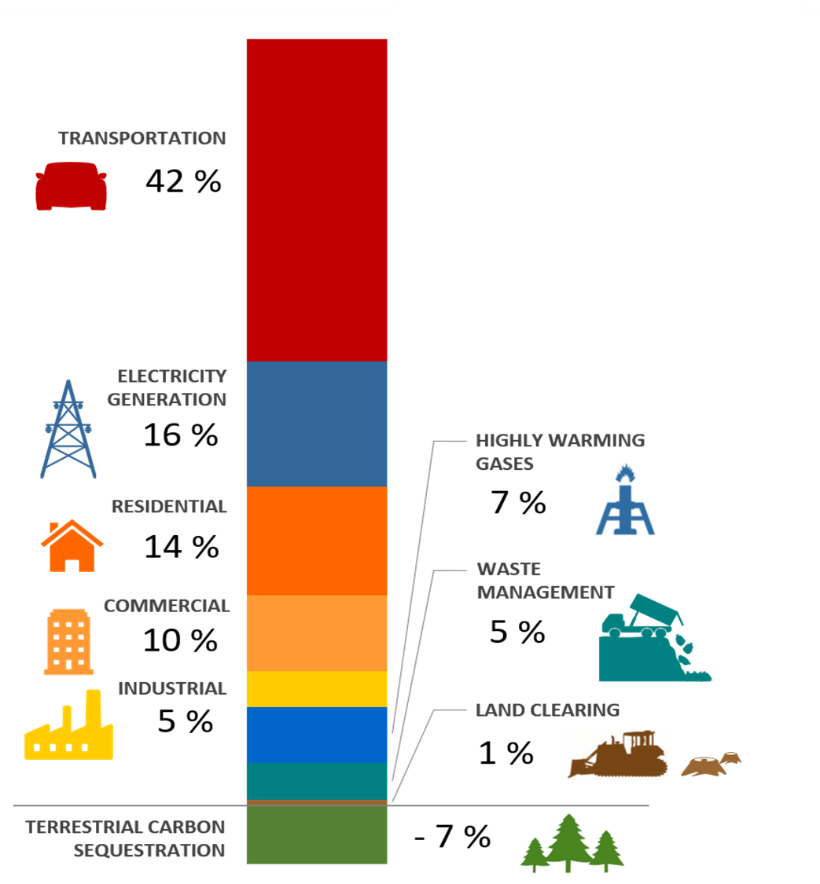 TRANSPORTATION
42 %
ELECTRICITY
GENERATION
16 %
RESIDENTIAL
14 %
COMMERCIAL
10 %
INDUSTRIAL
5 %
HIGHLY WARMING
GASES
7 %
WASTE
MANAGEMENT
5 %
LAND CLEARING
1 %
TERRESTRIAL CARBON
SEQUESTRATION
- 7 %